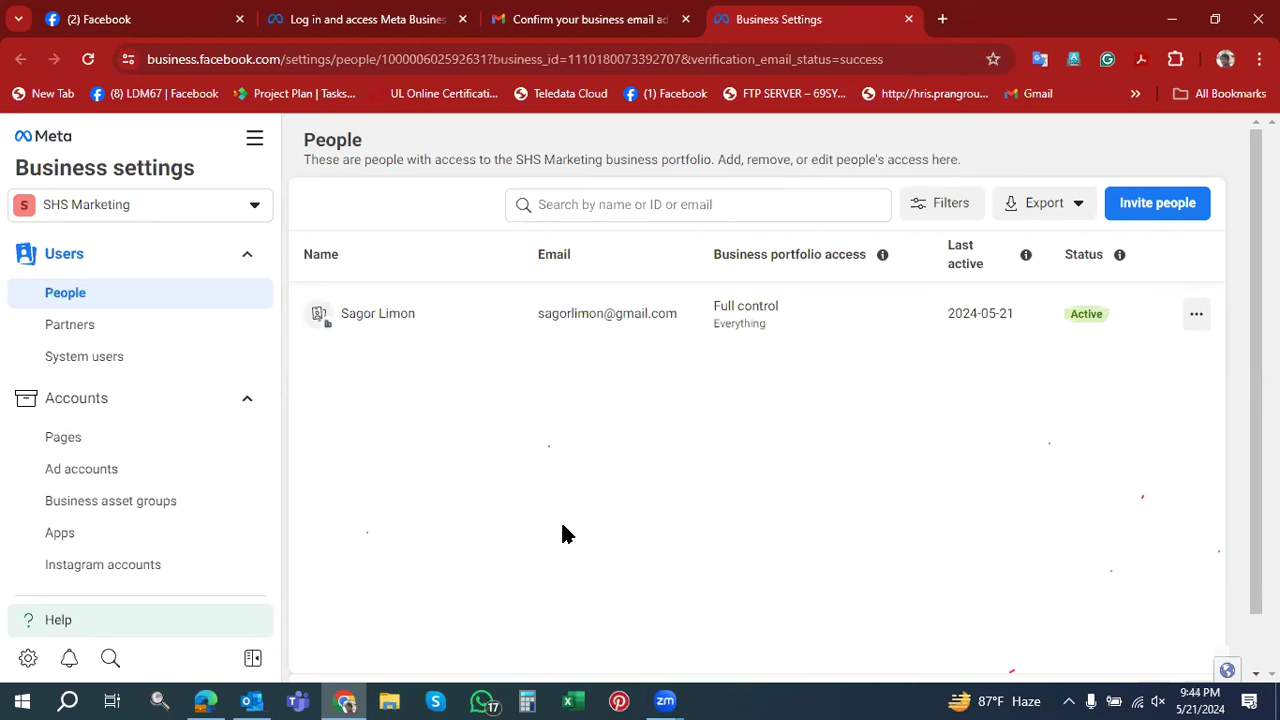 (2) Facebook
Log in and access Meta Busines
Confirm your business email ad
Business Settings
business.facebook.com/settings/people/100000602592631?business_id=1110180073392707&verification_email_status=success
New Tab
(8) LDM67 | Facebook
Project Plan | Tasks...
UL Online Certificati...
Teledata Cloud
(1) Facebook
FTP SERVER – 69SY...
http://hris.prangrou...
Gmail
»
All Bookmarks
Meta
Business settings
S SHS Marketing
Users
People
Partners
System users
Accounts
Pages
Ad accounts
Business asset groups
Apps
Instagram accounts
? Help
People
These are people with access to the SHS Marketing business portfolio. Add, remove, or edit people's access here.
Search by name or ID or email
Filters
Export
Invite people
Name
Email
Business portfolio access
Last
active
Status
Sagor Limon
sagorlimon@gmail.com
Full control
Everything
2024-05-21
Active
17
zm
87°F Haze
9:44 PM
5/21/2024